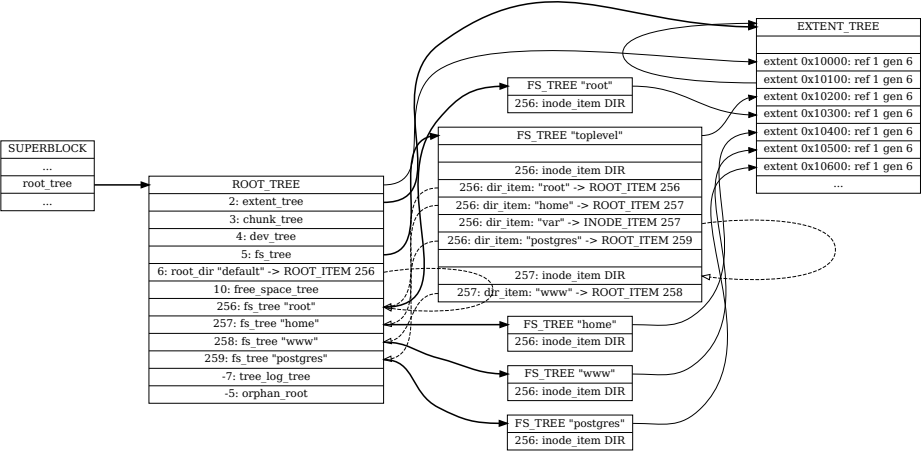 SUPERBLOCK
...
root_tree
...
ROOT_TREE
2: extent_tree
3: chunk_tree
4: dev_tree
5: fs_tree
6: root_dir "default" -> ROOT_ITEM 256
10: free_space_tree
256: fs_tree "root"
257: fs_tree "home"
258: fs_tree "www"
259: fs_tree "postgres"
-7: tree_log_tree
-5: orphan_root
FS_TREE "root"
256: inode_item DIR
FS_TREE "toplevel"
256: inode_item DIR
256: dir_item: "root" -> ROOT_ITEM 256
256: dir_item: "home" -> ROOT_ITEM 257
256: dir_item: "var" -> INODE_ITEM 257
256: dir_item: "postgres" -> ROOT_ITEM 259
257: inode_item DIR
257: dir_item: "www" -> ROOT_ITEM 258
FS_TREE "home"
256: inode_item DIR
FS_TREE "www"
256: inode_item DIR
FS_TREE "postgres"
256: inode_item DIR
EXTENT_TREE
extent 0x10000: ref 1 gen 6
extent 0x10100: ref 1 gen 6
extent 0x10200: ref 1 gen 6
extent 0x10300: ref 1 gen 6
extent 0x10400: ref 1 gen 6
extent 0x10500: ref 1 gen 6
extent 0x10600: ref 1 gen 6
...